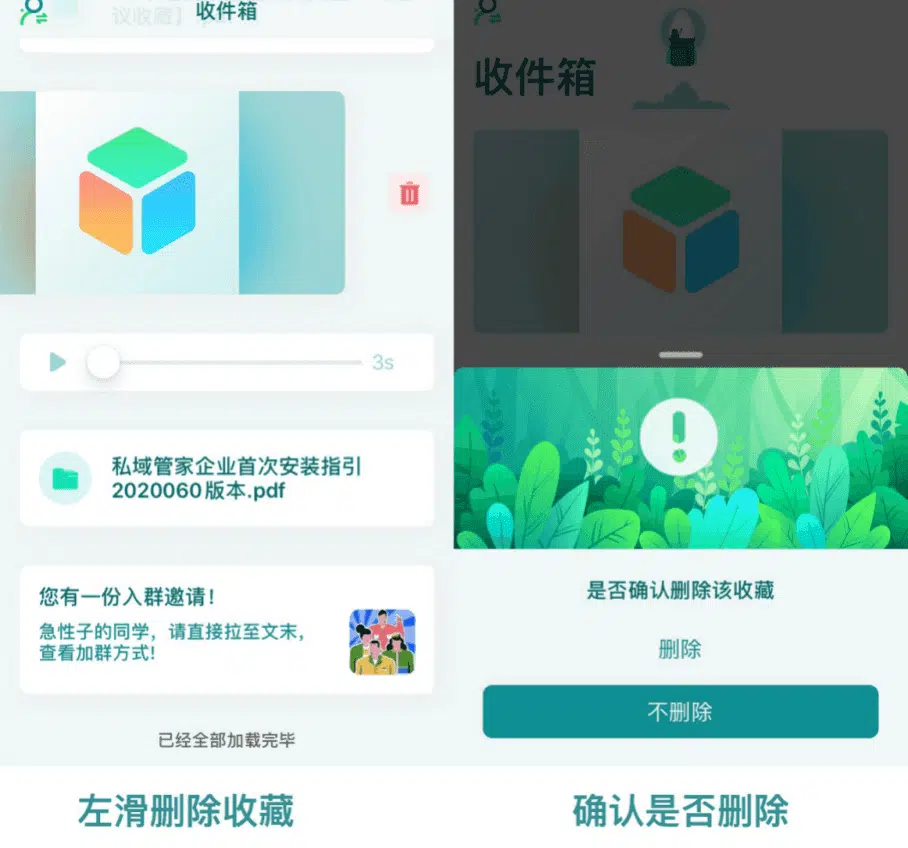 议收藏】
收件箱
3s
私域管家企业首次安装指引
2020060版本.pdf
您有一份入群邀请！
急性子的同学，请直接拉至文末，
查看加群方式！
已经全部加载完毕
左滑删除收藏
收件箱
是否确认删除该收藏
删除
不删除
确认是否删除